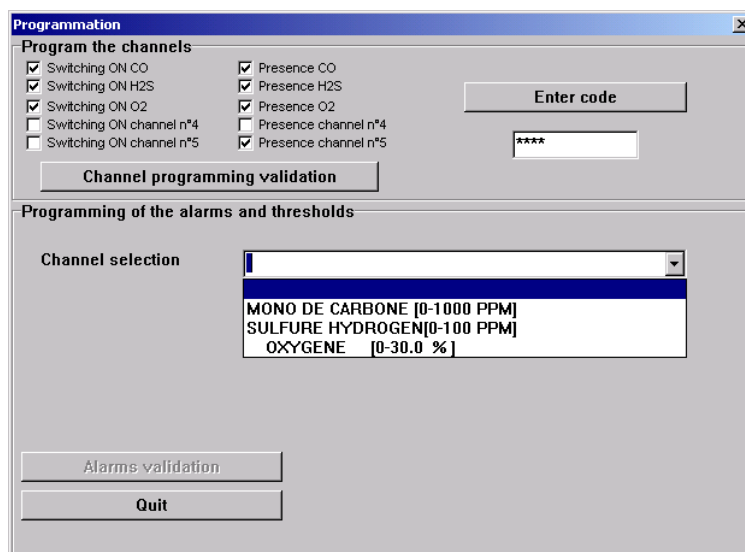 Programmation
Program the channels
Switching ON CO
Presence CO
Switching ON H2S
Presence H2S
Switching ON O2
Presence O2
Switching ON channel n°4
Presence channel n°4
Switching ON channel n°5
Presence channel n°5
Enter code
****
Channel programming validation
Programming of the alarms and thresholds
Channel selection
MONO DE CARBONE [0-1000 PPM]
SULFURE HYDROGEN[0-100 PPM]
OXYGENE [0-30.0 % ]
Alarms validation
Quit